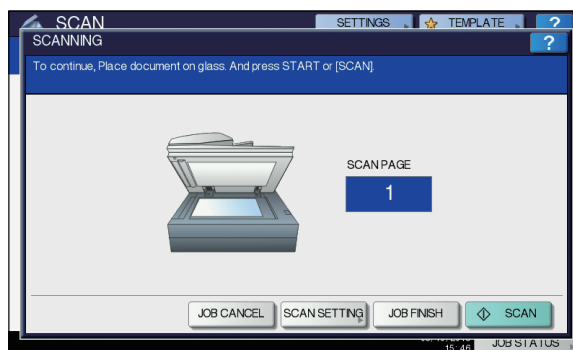 SCAN
SETTINGS
TEMPLATE
?
SCANNING
?
To continue, Place document on glass. And press START or [SCAN].
SCAN PAGE
1
JOB CANCEL
SCAN SETTING
JOB FINISH
SCAN
15:46
JOB STATUS